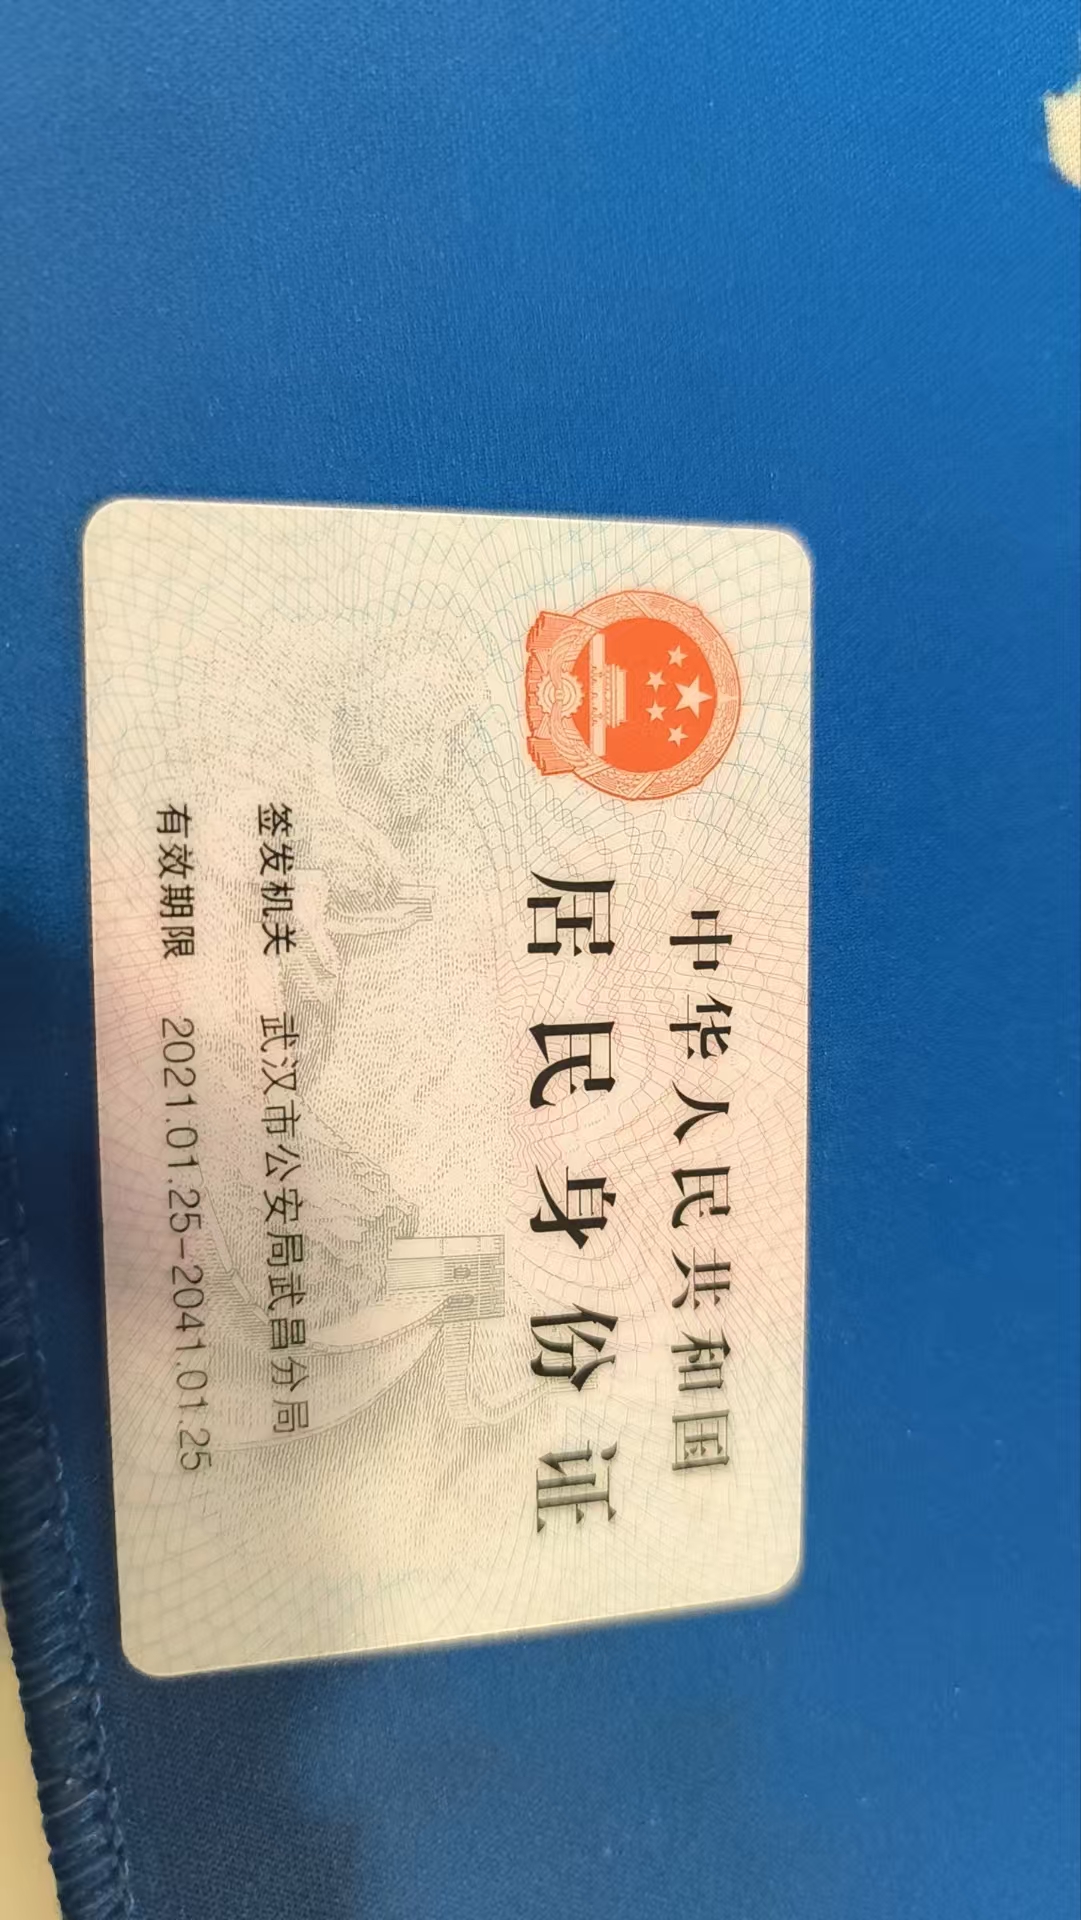 中华人民共和国
居民身份证
签发机关 武汉市公安局武昌分局
有效期限 2021.01.25-2041.01.25